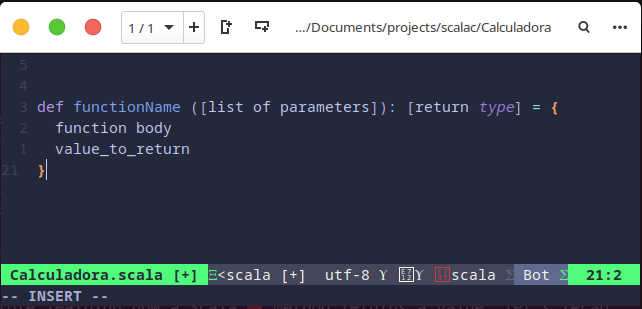 1 / 1
.../Documents/projects/scalac/Calculadora
5
4
3 def functionName ([list of parameters]): [return type] = {
2 function body
1 value_to_return
21 }
Calculadora.scala [+] <scala [+] utf-8 scala Bot 21:2
-- INSERT --